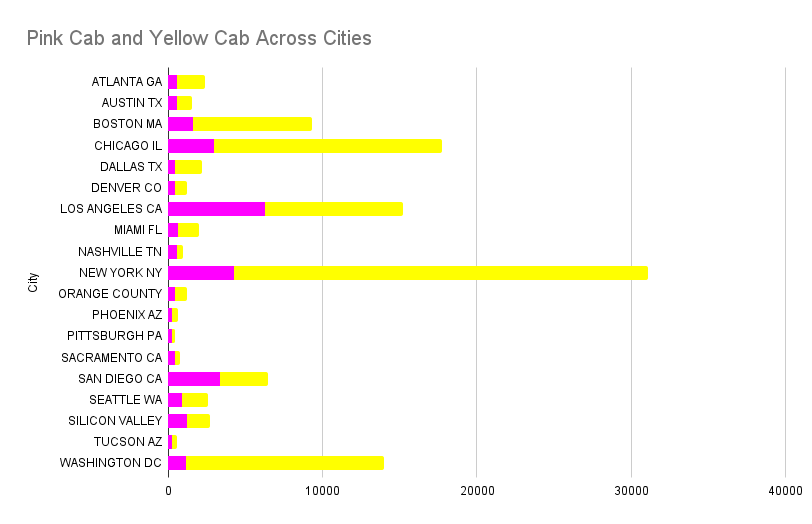 Pink Cab and Yellow Cab Across Cities
ATLANTA GA
AUSTIN TX
BOSTON MA
CHICAGO IL
DALLAS TX
DENVER CO
LOS ANGELES CA
MIAMI FL
NASHVILLE TN
NEW YORK NY
ORANGE COUNTY
PHOENIX AZ
PITTSBURGH PA
SACRAMENTO CA
SAN DIEGO CA
SEATTLE WA
SILICON VALLEY
TUCSON AZ
WASHINGTON DC
City
0 10000 20000 30000 40000